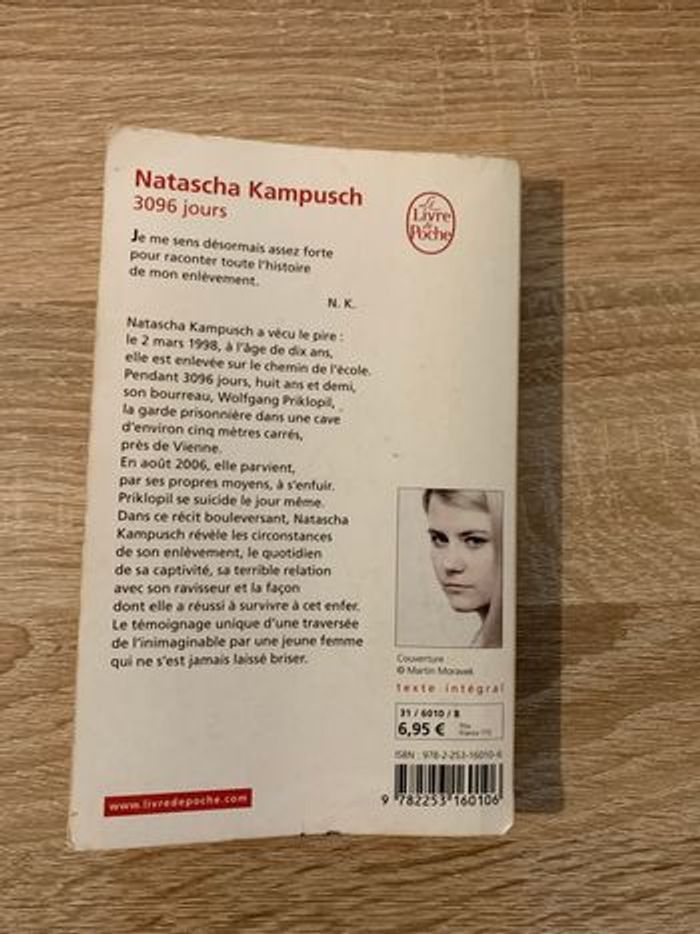 Natascha Kampusch
3096 jours
Le
Livre
de
Poche
Je me sens désormais assez forte
pour raconter toute l'histoire
de mon enlèvement.
N. K.
Natascha Kampusch a vécu le pire :
le 2 mars 1998, à l'âge de dix ans,
elle est enlevée sur le chemin de l'école.
Pendant 3096 jours, huit ans et demi,
son bourreau, Wolfgang Priklopil,
la garde prisonnière dans une cave
d'environ cinq mètres carrés,
près de Vienne.
En août 2006, elle parvient,
par ses propres moyens, à s'enfuir.
Priklopil se suicide le jour même.
Dans ce récit bouleversant, Natascha
Kampusch révèle les circonstances
de son enlèvement, le quotidien
de sa captivité, sa terrible relation
avec son ravisseur et la façon
dont elle a réussi à survivre à cet enfer.
Le témoignage unique d'une traversée
de l'inimaginable par une jeune femme
qui ne s'est jamais laissé briser.
Couverture :
© Martin Moravek
texte intégral
31 / 6010 / 8
6,95 €
France TTC
ISBN : 978-2-253-16010-6
9 782253 160106
www.livredepoche.com